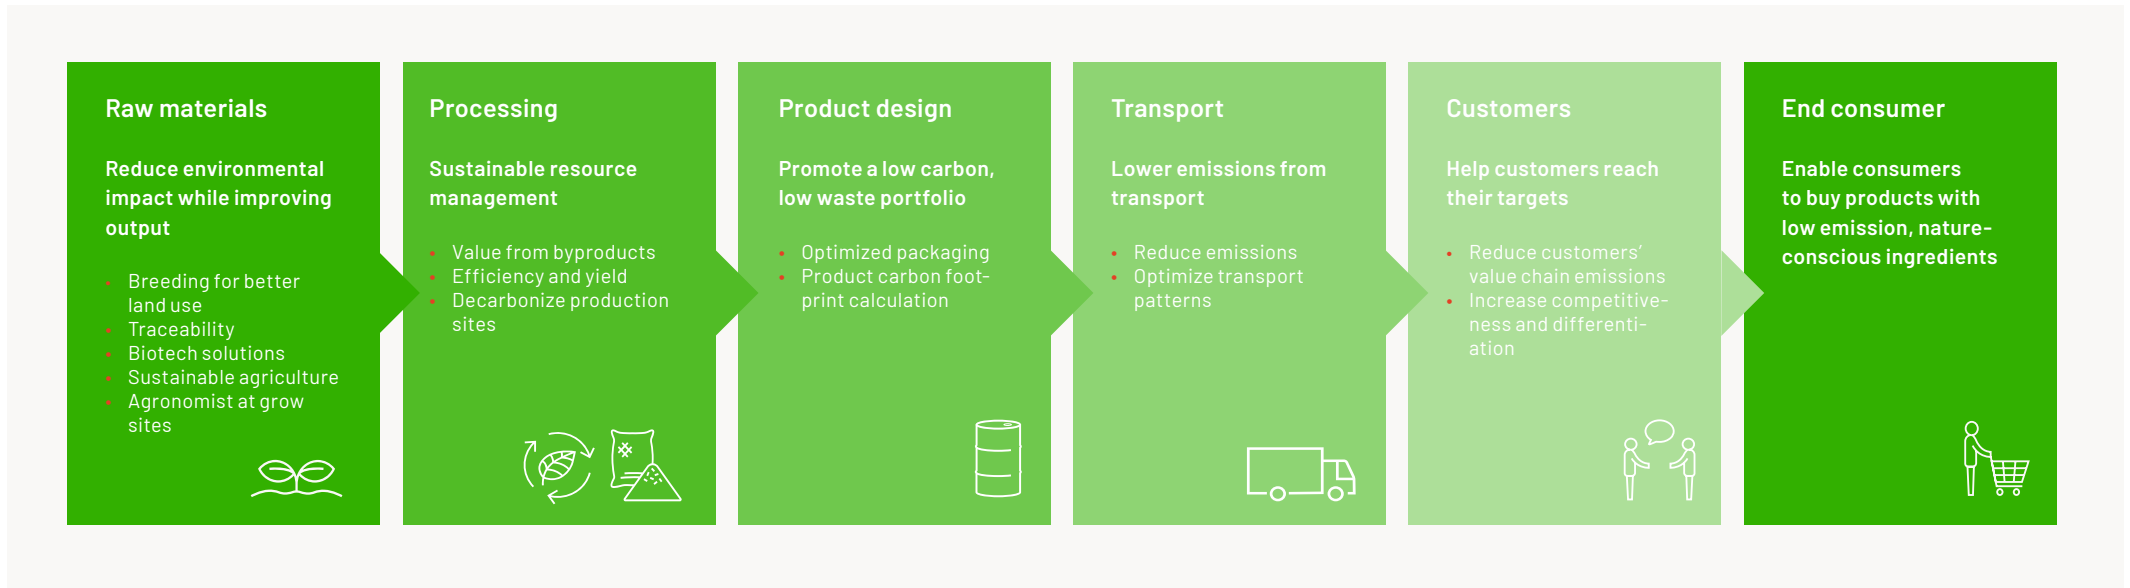 Raw materials
Reduce environmental
impact while improving
output
• Breeding for better
land use
• Traceability
• Biotech solutions
• Sustainable agriculture
• Agronomist at grow
sites
Processing
Sustainable resource
management
• Value from byproducts
• Efficiency and yield
• Decarbonize production
sites
Product design
Promote a low carbon,
low waste portfolio
• Optimized packaging
• Product carbon foot-
print calculation
Transport
Lower emissions from
transport
• Reduce emissions
• Optimize transport
patterns
Customers
Help customers reach
their targets
• Reduce customers’
value chain emissions
• Increase competitive-
ness and differenti-
ation
End consumer
Enable consumers
to buy products with
low emission, nature-
conscious ingredients